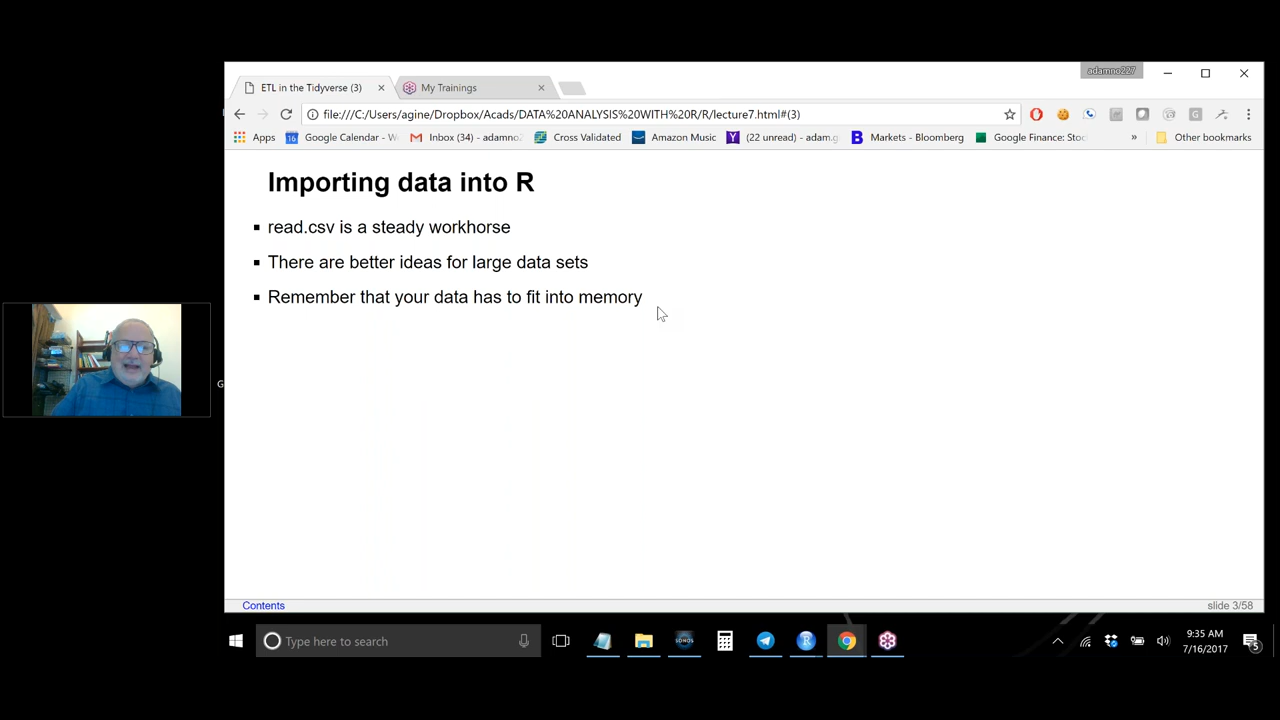 adamno227
ETL in the Tidyverse (3)
My Trainings
file:///C:/Users/agine/Dropbox/Acads/DATA%20ANALYSIS%20WITH%20R/R/lecture7.html#(3)
Apps
Google Calendar - W
Inbox (34) - adamno
Cross Validated
Amazon Music
(22 unread) - adam.g
Markets - Bloomberg
Google Finance: Stoc
»
Other bookmarks
Importing data into R
▪ read.csv is a steady workhorse
▪ There are better ideas for large data sets
▪ Remember that your data has to fit into memory
G
Contents
slide 3/58
Type here to search
SONOS
9:35 AM
7/16/2017
5